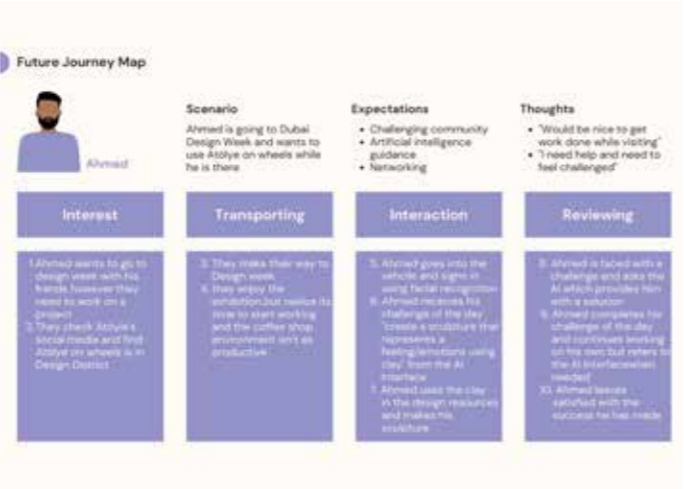 Future Journey Map
Ahmed
Scenario
Ahmed is going to Dubai
Design Week and wants to
use Atölye on wheels while
he is there
Expectations
• Challenging community
• Artificial intelligence
guidance
• Networking
Thoughts
• "Would be nice to get
work done while visiting"
• "I need help and need to
feel challenged"
Interest
1. Ahmed wants to go to
design week with his
friends however they
need to work on a
project
2. They check Atölye's
social media and find
Atölye on wheels is in
Design District
Transporting
3. They make their way to
Design week
4. they enjoy the
exhibition but realize its
time to start working
and the coffee shop
environment isn't as
productive
Interaction
5. Ahmed goes into the
vehicle and signs in
using facial recognition
6. Ahmed receives his
challenge of the day
"create a sculpture that
represents a
feeling/emotions using
clay" from the AI
Interface
7. Ahmed uses the clay
in the design resources
and makes his
sculpture
Reviewing
8. Ahmed is faced with a
challenge and asks the
AI which provides him
with a solution
9. Ahmed completes his
challenge of the day
and continues working
on his own but refers to
the AI Interface
needed
10. Ahmed leaves
satisfied with the
success he has made